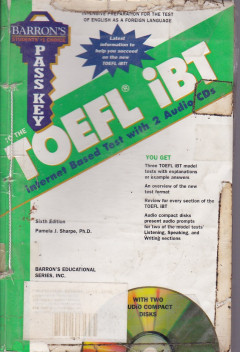 INTENSIVE PREPARATION FOR THE TEST
OF ENGLISH AS A FOREIGN LANGUAGE
BARRON'S
PASS KEY
Latest
information to
help you succeed
on the new
TOEFL iBT!
TO THE
TOEFL® iBT
Internet Based Test with 2 Audio CDs
YOU GET
Three TOEFL iBT model
tests with explanations
or example answers
An overview of the new
test format
Review for every section of the
TOEFL iBT
Audio compact disks
present audio prompts
for two of the model tests'
Listening, Speaking, and
Writing sections
Sixth Edition
Pamela J. Sharpe, Ph.D.
BARRON'S EDUCATIONAL
SERIES, INC.
WITH TWO
AUDIO COMPACT
DISKS